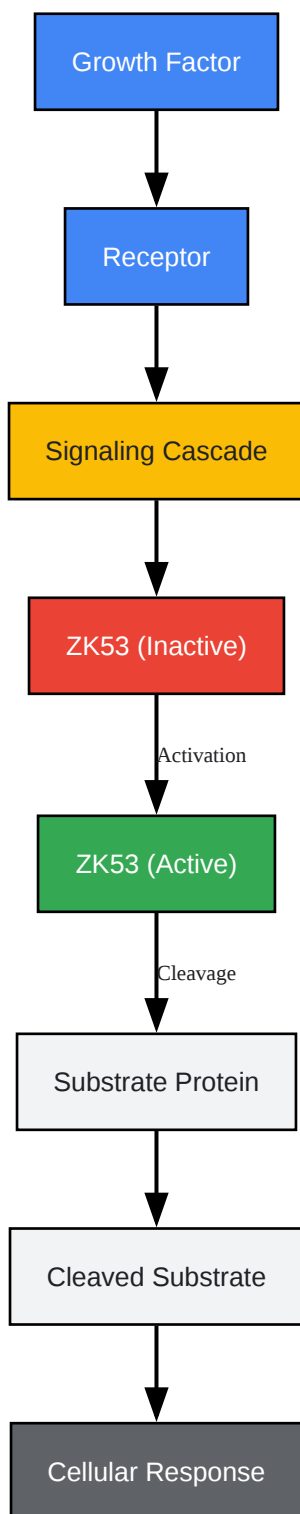 Growth Factor
Receptor
Signaling Cascade
ZK53 (Inactive)
Activation
ZK53 (Active)
Cleavage
Substrate Protein
Cleaved Substrate
Cellular Response